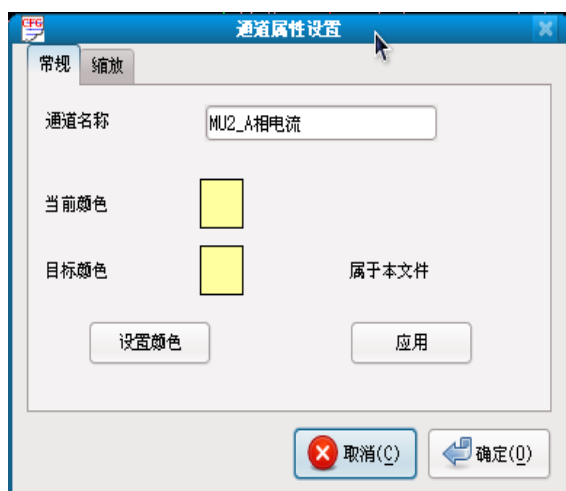 CFG
通道属性设置
常规 缩放
通道名称 MU2_A相电流
当前颜色
目标颜色 属于本文件
设置颜色 应用
取消(C) 确定(O)